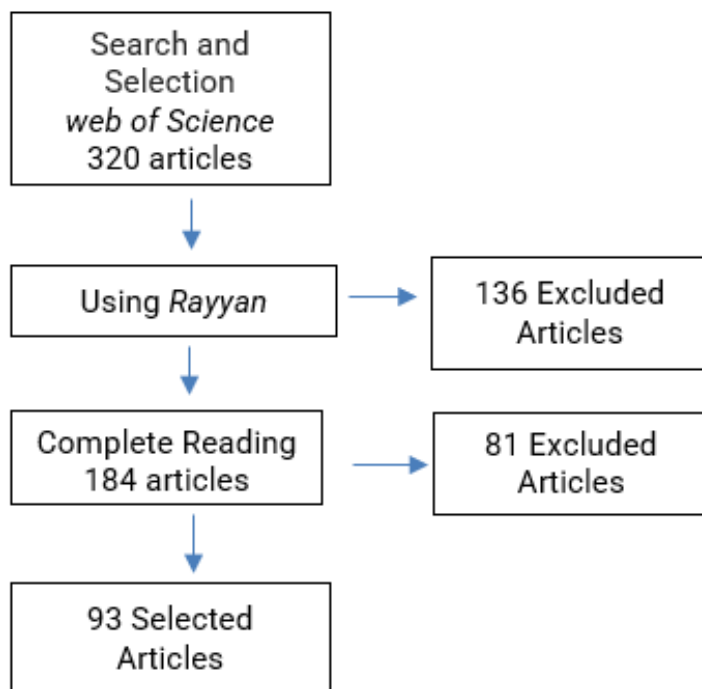 Search and
Selection
web of Science
320 articles
Using Rayyan
136 Excluded
Articles
Complete Reading
184 articles
81 Excluded
Articles
93 Selected
Articles